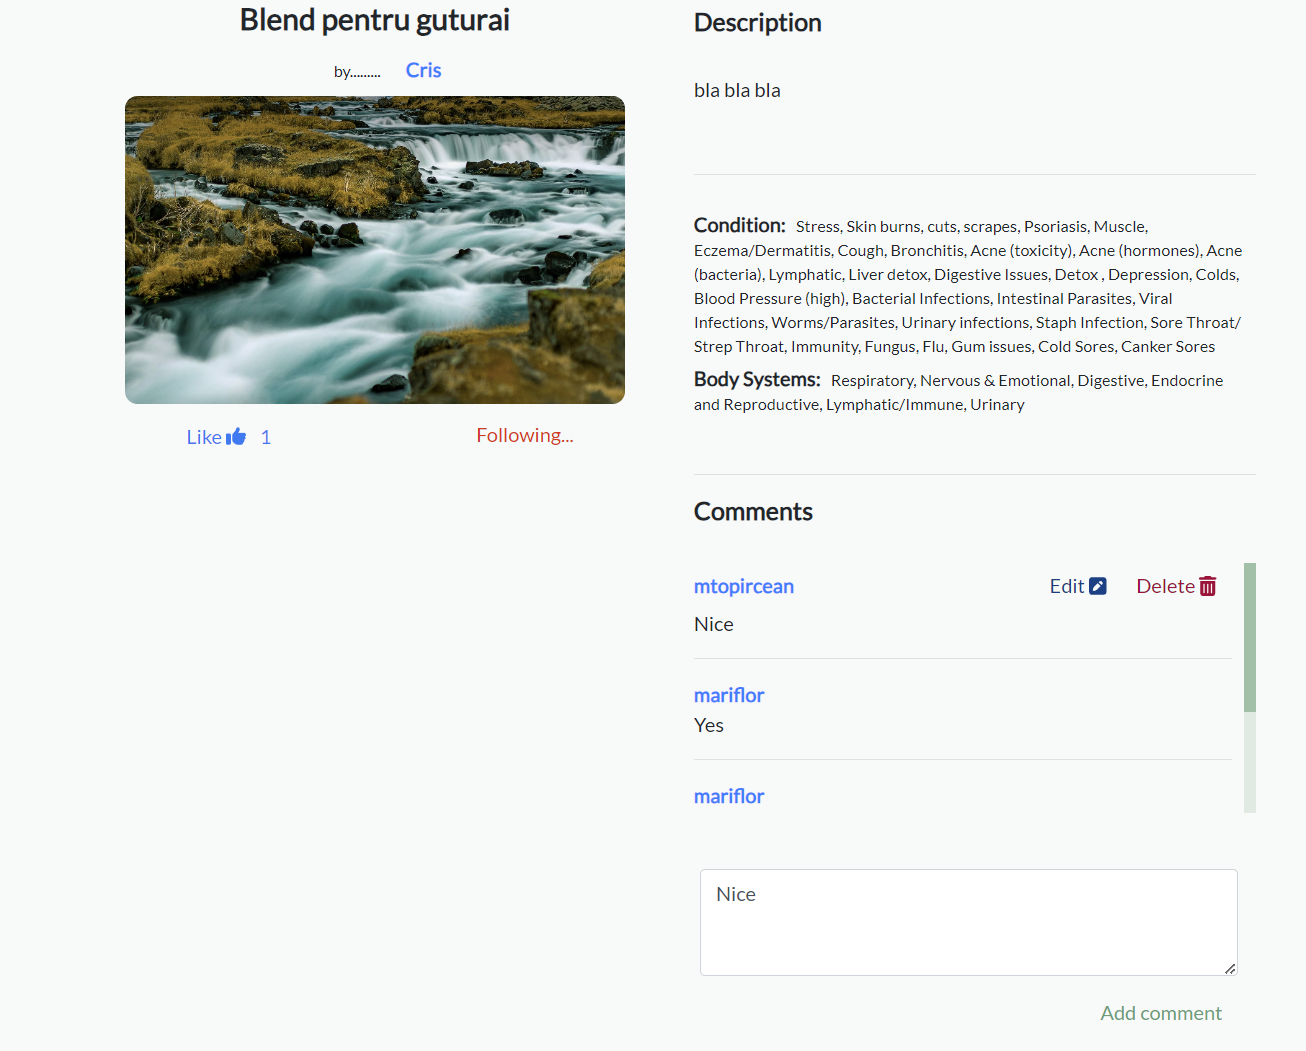 Blend pentru guturai
by......... Cris
Like 1
Following...
Description
bla bla bla
Condition: Stress, Skin burns, cuts, scrapes, Psoriasis, Muscle,
Eczema/Dermatitis, Cough, Bronchitis, Acne (toxicity), Acne (hormones), Acne
(bacteria), Lymphatic, Liver detox, Digestive Issues, Detox , Depression, Colds,
Blood Pressure (high), Bacterial Infections, Intestinal Parasites, Viral
Infections, Worms/Parasites, Urinary infections, Staph Infection, Sore Throat/
Strep Throat, Immunity, Fungus, Flu, Gum issues, Cold Sores, Canker Sores
Body Systems: Respiratory, Nervous & Emotional, Digestive, Endocrine
and Reproductive, Lymphatic/Immune, Urinary
Comments
mtopircean Edit Delete
Nice
mariflor
Yes
mariflor
Nice
Add comment